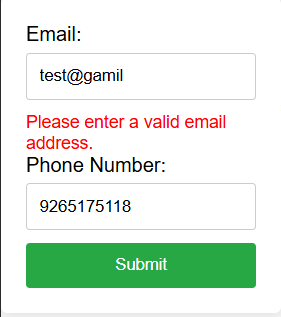 Email:
test@gamil
Please enter a valid email
address.
Phone Number:
9265175118
Submit